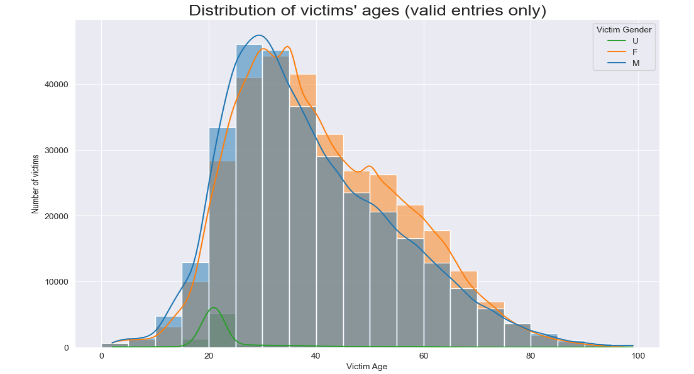 Distribution of victims' ages (valid entries only)
Victim Gender
U
F
M
Number of victims
40000
30000
20000
10000
0
0 20 40 60 80 100
Victim Age